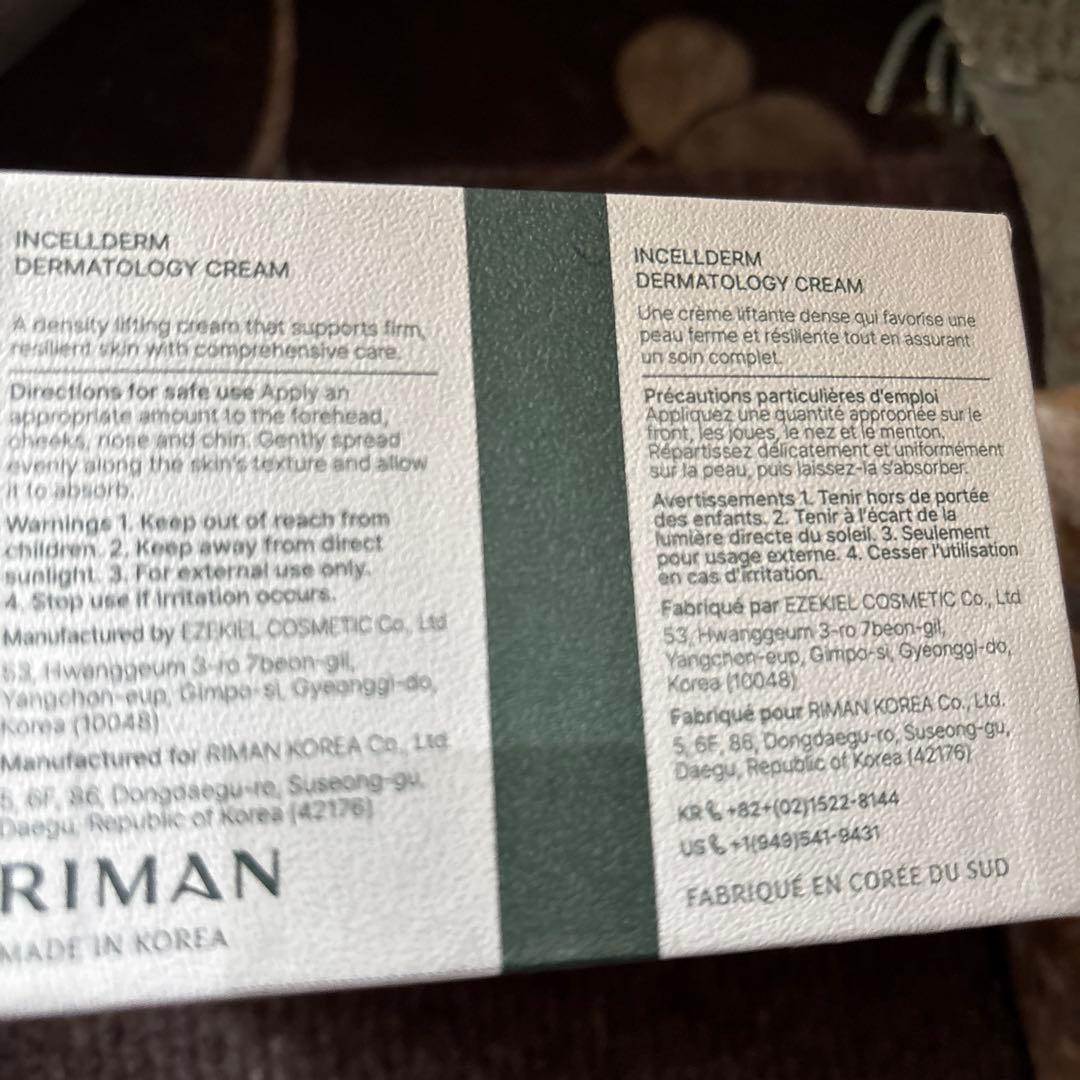 INCELLDERM
DERMATOLOGY CREAM
A density lifting cream that supports firm,
resilient skin with comprehensive care.
Directions for safe use Apply an
appropriate amount to the forehead,
cheeks, nose and chin. Gently spread
evenly along the skin's texture and allow
it to absorb.
Warnings 1. Keep out of reach from
children. 2. Keep away from direct
sunlight. 3. For external use only.
4. Stop use if irritation occurs.
Manufactured by EZEKIEL COSMETIC Co., Ltd
53, Hwanggeum 3-ro 7beon-gil,
Yangchon-eup, Gimpo-si, Gyeonggi-do,
Korea (10048)
Manufactured for RIMAN KOREA Co., Ltd.
5, 6F, 86, Dongdaegu-ro, Suseong-gu,
Daegu, Republic of Korea (42176)
RIMAN
MADE IN KOREA
INCELLDERM
DERMATOLOGY CREAM
Une crème liftante dense qui favorise une
peau ferme et résiliente tout en assurant
un soin complet.
Précautions particulières d'emploi
Appliquez une quantité appropriée sur le
front, les joues, le nez et le menton.
Répartissez délicatement et uniformément
sur la peau, puis laissez-la s'absorber.
Avertissements 1. Tenir hors de portée
des enfants. 2. Tenir à l'écart de la
lumière directe du soleil. 3. Seulement
pour usage externe. 4. Cesser l'utilisation
en cas d'irritation.
Fabriqué par EZEKIEL COSMETIC Co., Ltd
53, Hwanggeum 3-ro 7beon-gil,
Yangchon-eup, Gimpo-si, Gyeonggi-do,
Korea (10048)
Fabriqué pour RIMAN KOREA Co., Ltd.
5, 6F, 86, Dongdaegu-ro, Suseong-gu,
Daegu, Republic of Korea (42176)
KR +82+(02)1522-8144
US +1(949)541-9431
FABRIQUÉ EN CORÉE DU SUD